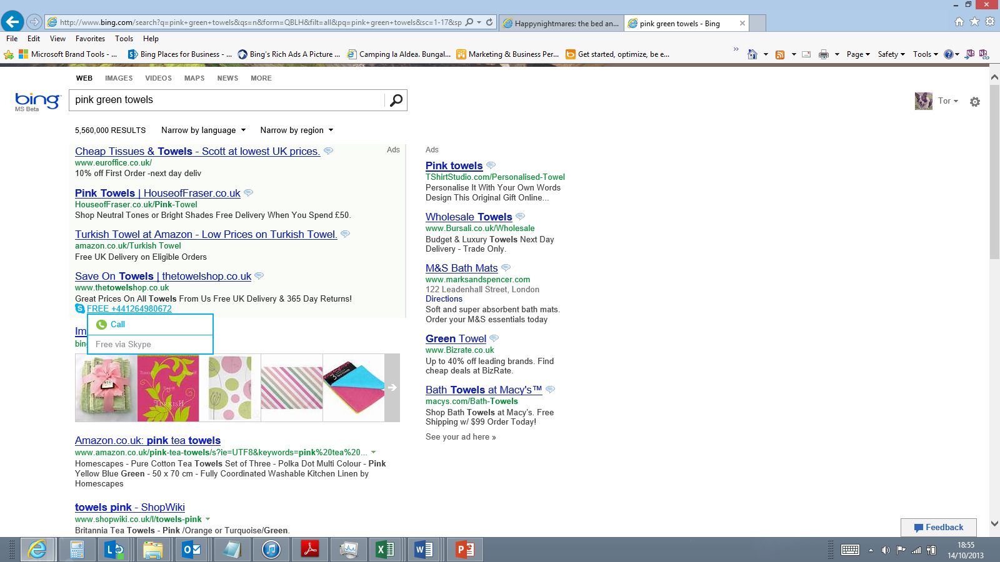 http://www.bing.com/search?q=pink+green+towels&qs=n&form=QBLH&filt=all&pq=pink+green+towels&sc=1-17&sp
Happynightmares: the bed an...
pink green towels - Bing
File Edit View Favorites Tools Help
Microsoft Brand Tools - ... Bing Places for Business - ... Bing's Rich Ads A Picture ... Camping la Aldea. Bungal... Marketing & Business Per... Get started, optimize, be e...
Page Safety Tools
WEB IMAGES VIDEOS MAPS NEWS MORE
bing
MS Beta
pink green towels
Tor
5,560,000 RESULTS Narrow by language Narrow by region
Cheap Tissues & Towels - Scott at lowest UK prices.
Ads
www.euroffice.co.uk/
10% off First Order -next day deliv
Pink Towels | HouseofFraser.co.uk
HouseofFraser.co.uk/Pink-Towel
Shop Neutral Tones or Bright Shades Free Delivery When You Spend £50.
Turkish Towel at Amazon - Low Prices on Turkish Towel.
amazon.co.uk/Turkish Towel
Free UK Delivery on Eligible Orders
Save On Towels | thetowelshop.co.uk
www.thetowelshop.co.uk
Great Prices On All Towels From Us Free UK Delivery & 365 Day Returns!
FREE +441264980672
Call
Free via Skype
Im
bing
TURKISH
3
Amazon.co.uk: pink tea towels
www.amazon.co.uk/pink-tea-towels/s?ie=UTF8&keywords=pink%20tea%20...
Homescapes - Pure Cotton Tea Towels Set of Three - Polka Dot Multi Colour - Pink
Yellow Blue Green - 50 x 70 cm - Fully Coordinated Washable Kitchen Linen by
Homescapes
towels pink - ShopWiki
www.shopwiki.co.uk/l/towels-pink
Britannia Tea Towels - Pink /Orange or Turquoise/Green.
Ads
Pink towels
TShirtStudio.com/Personalised-Towel
Personalise It With Your Own Words
Design This Original Gift Online...
Wholesale Towels
www.Bursali.co.uk/Wholesale
Budget & Luxury Towels Next Day
Delivery - Trade Only.
M&S Bath Mats
www.marksandspencer.com
122 Leadenhall Street, London
Directions
Soft and super absorbent bath mats.
Order your M&S essentials today
Green Towel
www.Bizrate.co.uk
Up to 40% off leading brands. Find
cheap deals at BizRate.
Bath Towels at Macy's™
macys.com/Bath-Towels
Shop Bath Towels at Macy's. Free
Shipping w/ $99 Order Today!
See your ad here »
Feedback
18:55
14/10/2013